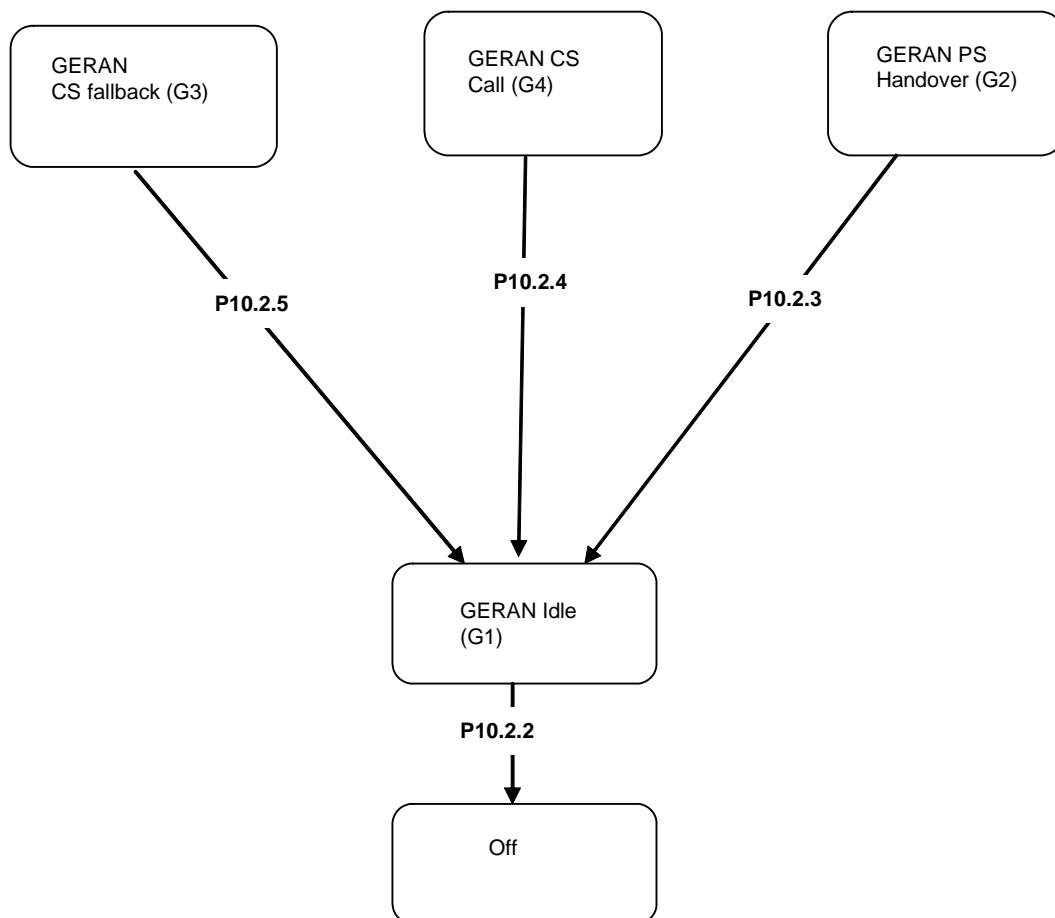 GERAN
CS fallback (G3)
GERAN CS
Call (G4)
GERAN PS
Handover (G2)
P10.2.5
P10.2.4
P10.2.3
GERAN Idle
(G1)
P10.2.2
Off